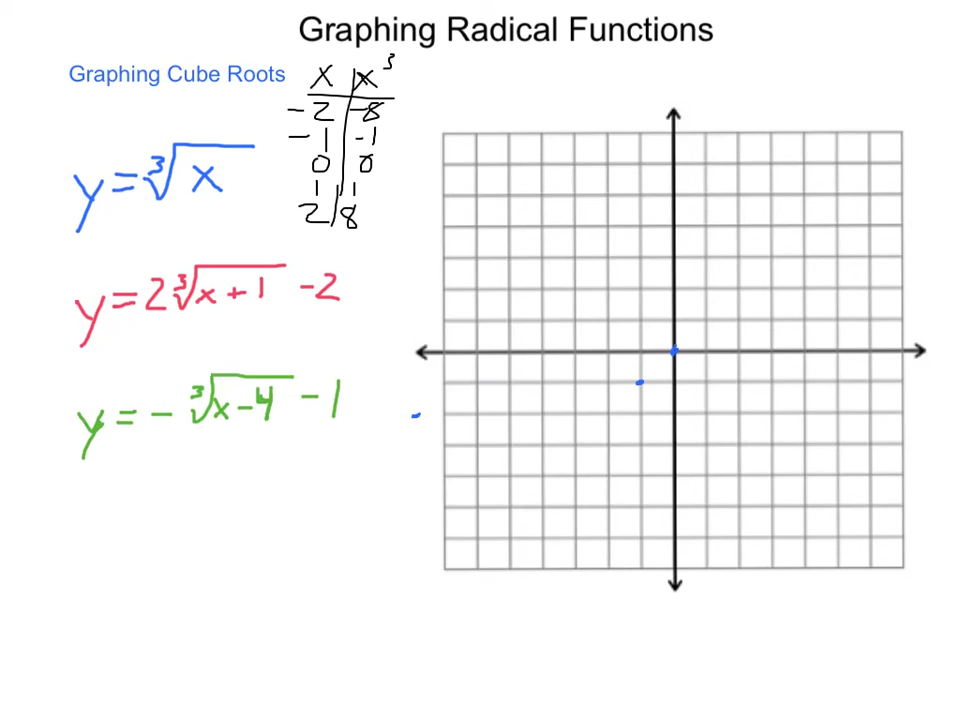 Graphing Radical Functions
Graphing Cube Roots
x | x³
-2 | -8
-1 | -1
0 | 0
1 | 1
2 | 8
y = ∛x
y = 2∛(x + 1) - 2
y = - ∛(x - 4) - 1